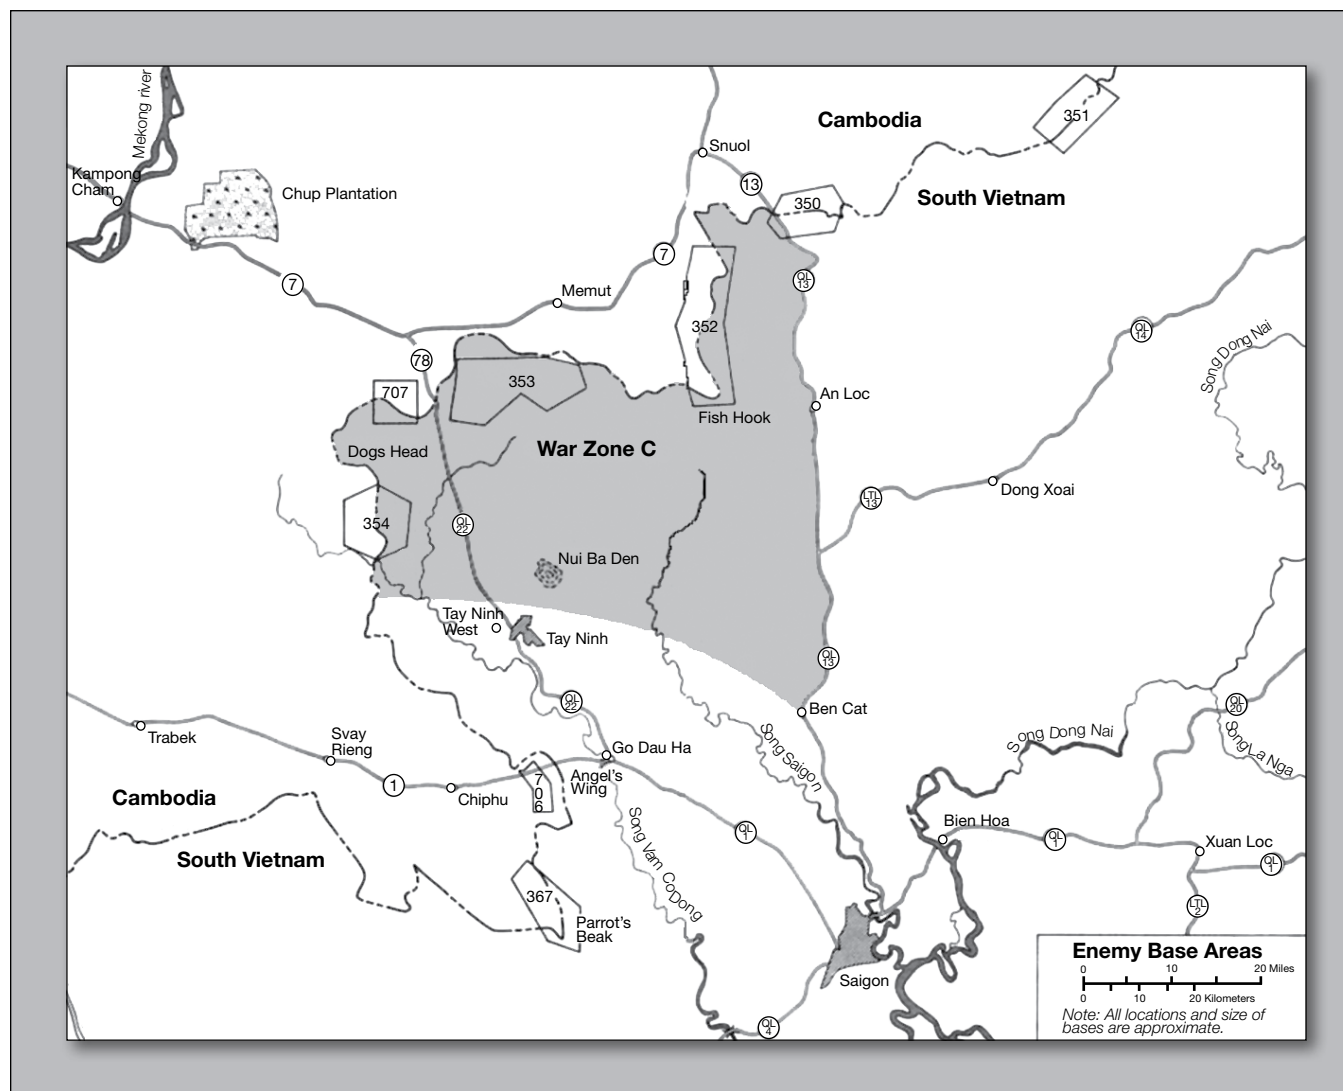 Mekong river
Cambodia
351
Snuol
Kampong
Cham
13
Chup Plantation
350
South Vietnam
7
7
QL
13
Memut
352
QL
14
Song Dong Nai
78
353
707
An Loc
Fish Hook
War Zone C
Dogs Head
Dong Xoai
LTL
13
354
QL
22
Nui Ba Den
Tay Ninh
West
Tay Ninh
QL
13
QL
22
Ben Cat
QL
20
Trabek
Svay
Rieng
Go Dau Ha
Song Saigon
Song Dong Nai
Song La Nga
Angel's
Wing
7
0
6
1
Chiphu
Cambodia
Song Vam Co Dong
QL
1
Bien Hoa
QL
1
Xuan Loc
QL
1
South Vietnam
367
Parrot's
Beak
LTL
2
Saigon
QL
4
Enemy Base Areas
0 10 20 Miles
0 10 20 Kilometers
Note: All locations and size of
bases are approximate.